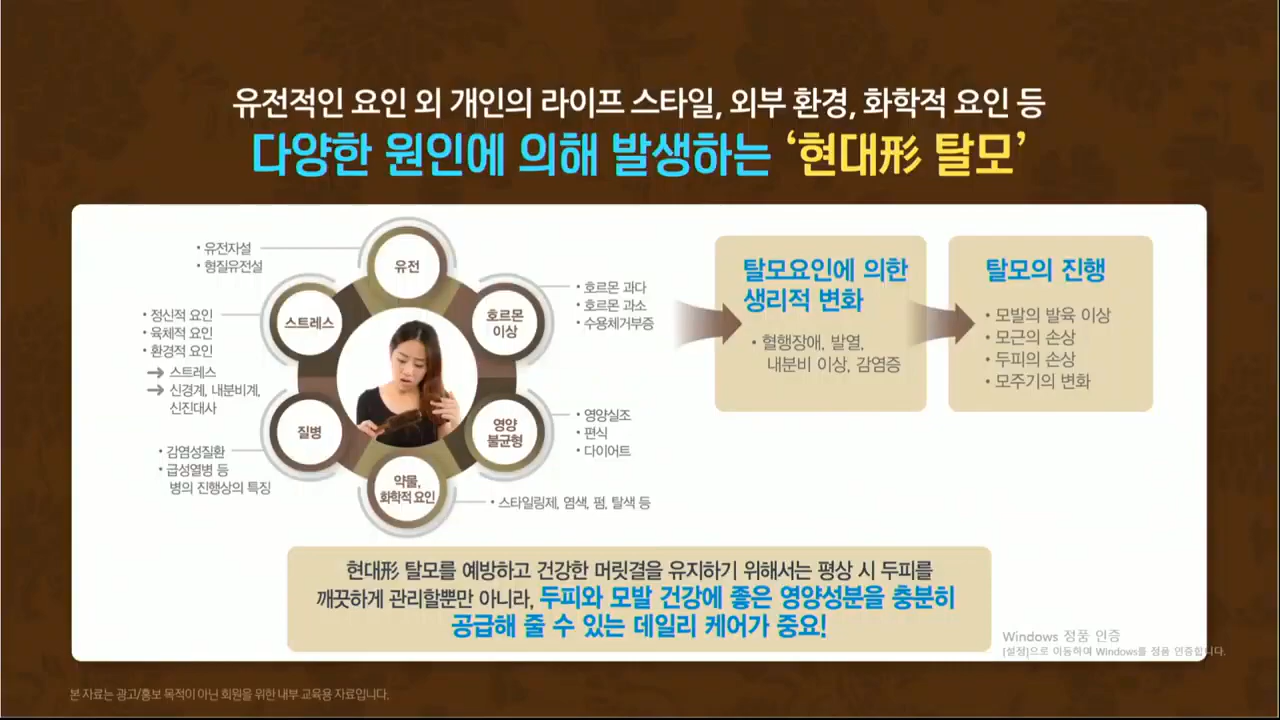 유전적인 요인 외 개인의 라이프 스타일, 외부 환경, 화학적 요인 등
다양한 원인에 의해 발생하는 ‘현대形 탈모’
유전
• 유전자설
• 형질유전설
호르몬
이상
• 호르몬 과다
• 호르몬 과소
• 수용체거부증
영양
불균형
• 영양실조
• 편식
• 다이어트
약물,
화학적 요인
• 스타일링제, 염색, 펌, 탈색 등
질병
• 감염성질환
• 급성열병 등
병의 진행상의 특징
스트레스
• 정신적 요인
• 육체적 요인
• 환경적 요인
→ 스트레스
→ 신경계, 내분비계,
신진대사
탈모요인에 의한
생리적 변화
• 혈행장애, 발열,
내분비 이상, 감염증
탈모의 진행
• 모발의 발육 이상
• 모근의 손상
• 두피의 손상
• 모주기의 변화
현대形 탈모를 예방하고 건강한 머릿결을 유지하기 위해서는 평상 시 두피를
깨끗하게 관리할뿐만 아니라, 두피와 모발 건강에 좋은 영양성분을 충분히
공급해 줄 수 있는 데일리 케어가 중요!
Windows 정품 인증
[설정]으로 이동하여 Windows를 정품 인증합니다.
본 자료는 광고/홍보 목적이 아닌 회원을 위한 내부 교육용 자료입니다.